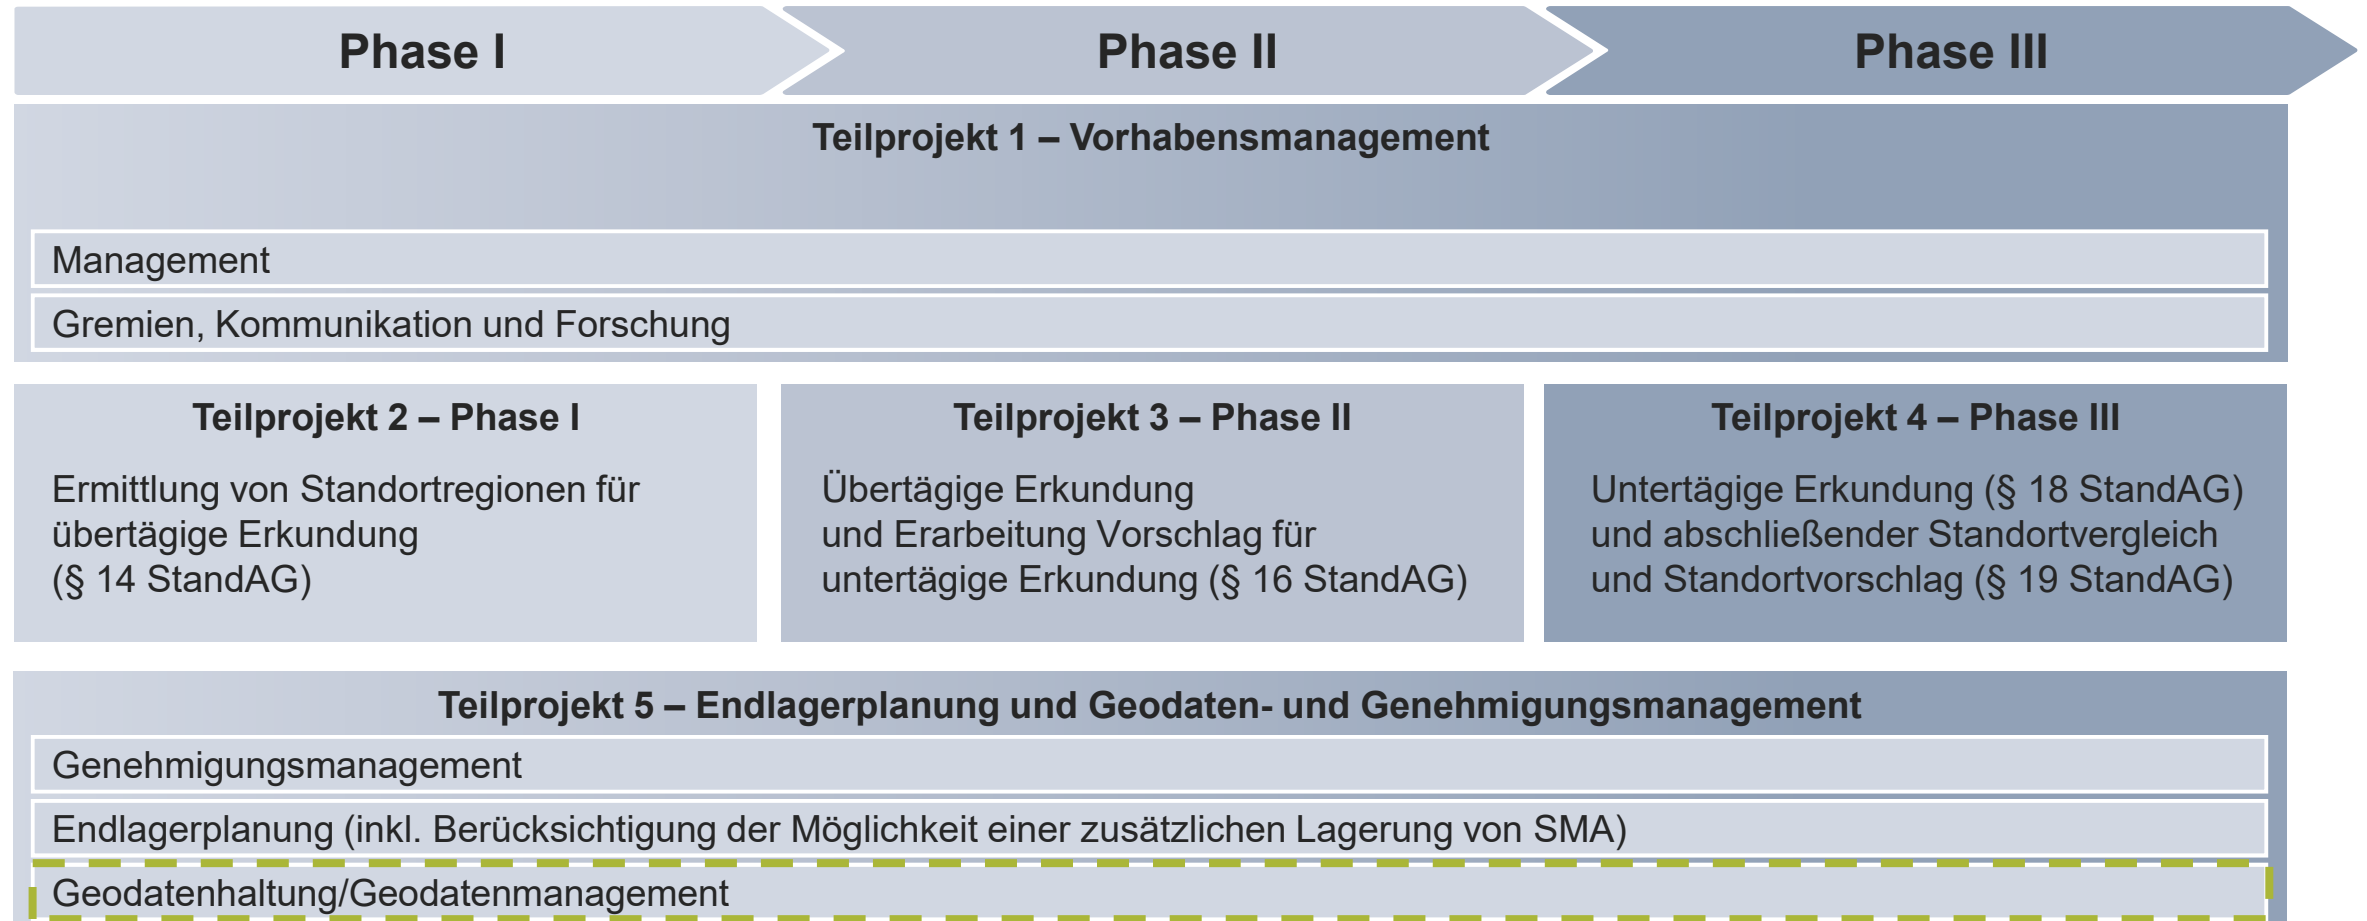 Phase I
Phase II
Phase III
Teilprojekt 1 – Vorhabensmanagement
Management
Gremien, Kommunikation und Forschung
Teilprojekt 2 – Phase I
Ermittlung von Standortregionen für
übertägige Erkundung
(§ 14 StandAG)
Teilprojekt 3 – Phase II
Übertägige Erkundung
und Erarbeitung Vorschlag für
untertägige Erkundung (§ 16 StandAG)
Teilprojekt 4 – Phase III
Untertägige Erkundung (§ 18 StandAG)
und abschließender Standortvergleich
und Standortvorschlag (§ 19 StandAG)
Teilprojekt 5 – Endlagerplanung und Geodaten- und Genehmigungsmanagement
Genehmigungsmanagement
Endlagerplanung (inkl. Berücksichtigung der Möglichkeit einer zusätzlichen Lagerung von SMA)
Geodatenhaltung/Geodatenmanagement